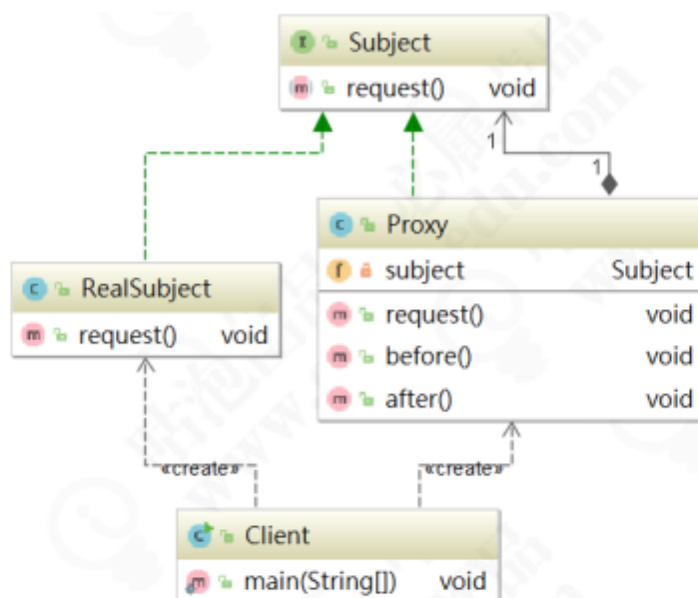 Subject
request() void
1
1
Proxy
subject Subject
RealSubject
request() void
request() void
before() void
after() void
«create» «create»
Client
main(String[]) void